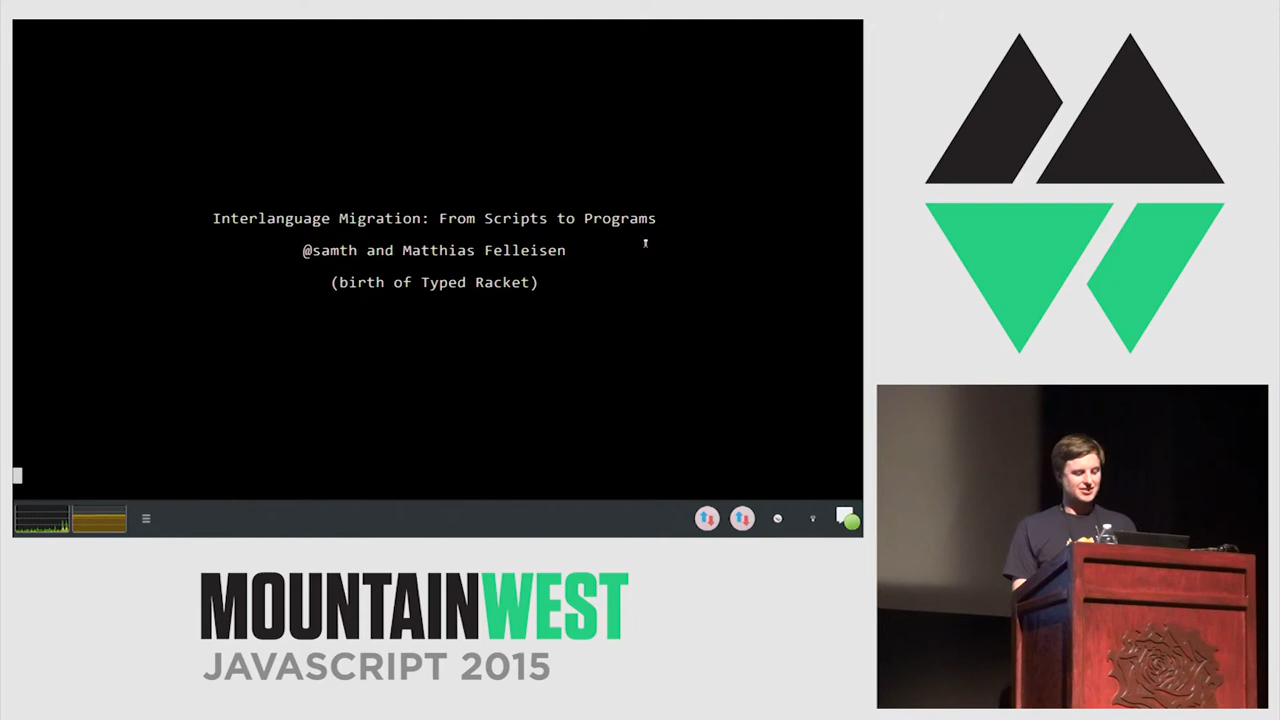 Interlanguage Migration: From Scripts to Programs
@samth and Matthias Felleisen
(birth of Typed Racket)
MOUNTAINWEST
JAVASCRIPT 2015